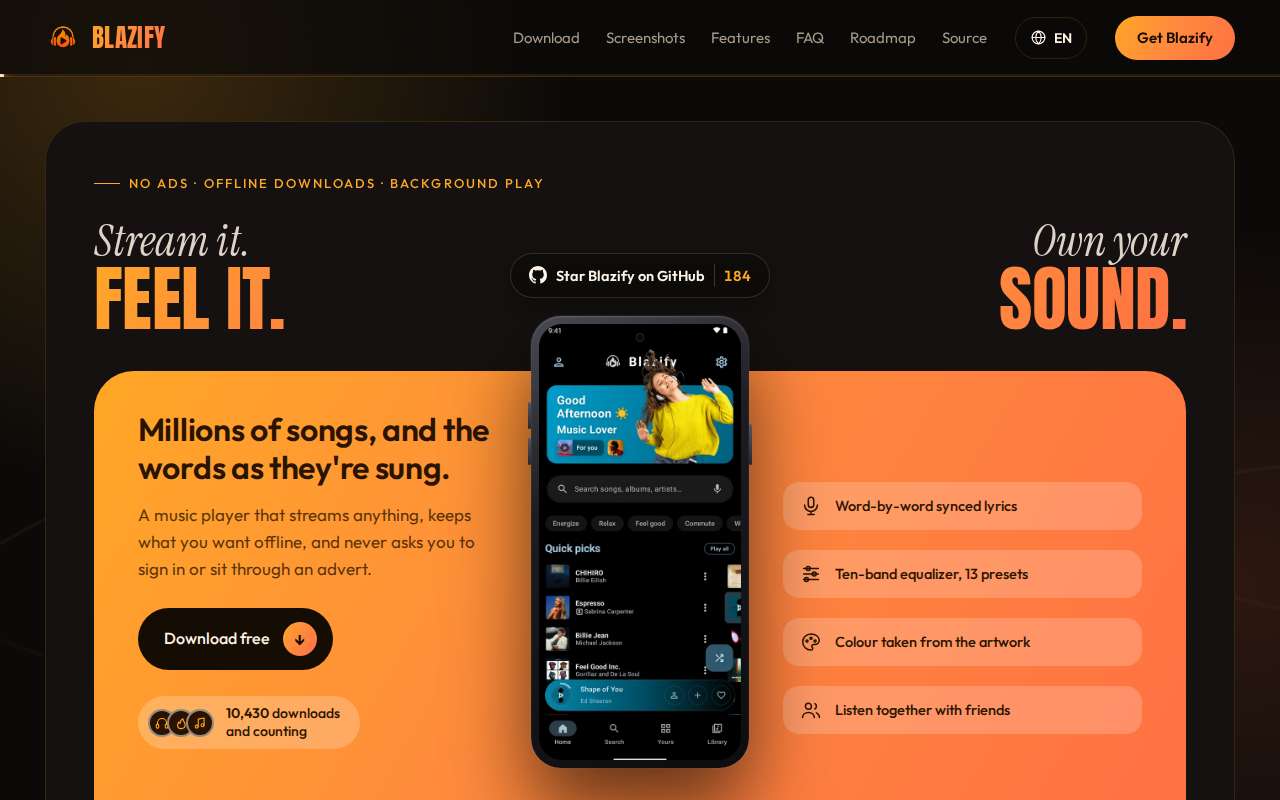 BLAZIFY
Download
Screenshots
Features
FAQ
Roadmap
Source
EN
Get Blazify
NO ADS · OFFLINE DOWNLOADS · BACKGROUND PLAY
Stream it.
FEEL IT.
Star Blazify on GitHub 184
Own your
SOUND.
Millions of songs, and the
words as they're sung.
A music player that streams anything, keeps
what you want offline, and never asks you to
sign in or sit through an advert.
Download free
10,430 downloads
and counting
9:41
Blazify
Good
Afternoon ☀️
Music Lover
For you
Search songs, albums, artists...
Energize
Relax
Feel good
Commute
W
Quick picks
Play all
CHIHIRO
Billie Eilish
Espresso
E Sabrina Carpenter
Billie Jean
Michael Jackson
Feel Good Inc.
Gorillaz and De La Soul
Shape of You
Ed Sheeran
Home
Search
Yours
Library
Word-by-word synced lyrics
Ten-band equalizer, 13 presets
Colour taken from the artwork
Listen together with friends